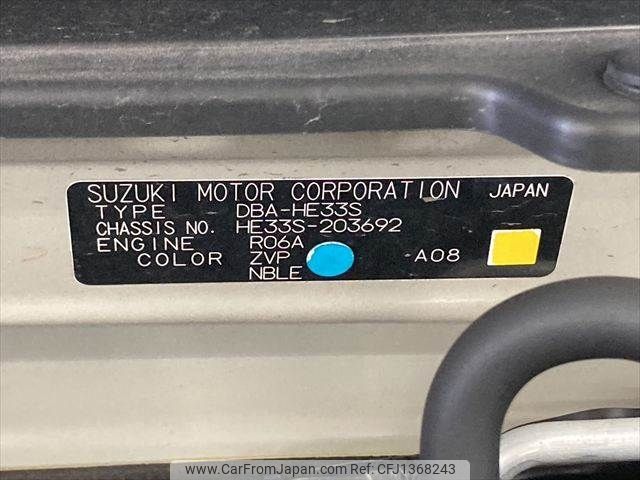 SUZUKI MOTOR CORPORATION JAPAN
TYPE DBA-HE33S
CHASSIS NO. HE33S-203692
ENGINE R06A
COLOR ZVP -A08
NBLE
www.CarFromJapan.com | CFJ1368243